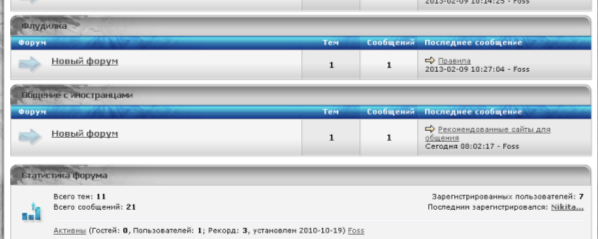 2013-02-09 10:14:25 - Foss
Флудилка
Форум Тем Сообщений Последнее сообщение
Новый форум 1 1 Правила
2013-02-09 10:27:04 - Foss
Общение с иностранцами
Форум Тем Сообщений Последнее сообщение
Новый форум 1 1 Рекомендованные сайты для
общения
Сегодня 08:02:17 - Foss
Статистика форума
Всего тем: 11 Зарегистрированных пользователей: 7
Всего сообщений: 21 Последним зарегистрировался: Nikita...
Активны (Гостей: 0, Пользователей: 1; Рекорд: 3, установлен 2010-10-19) Foss